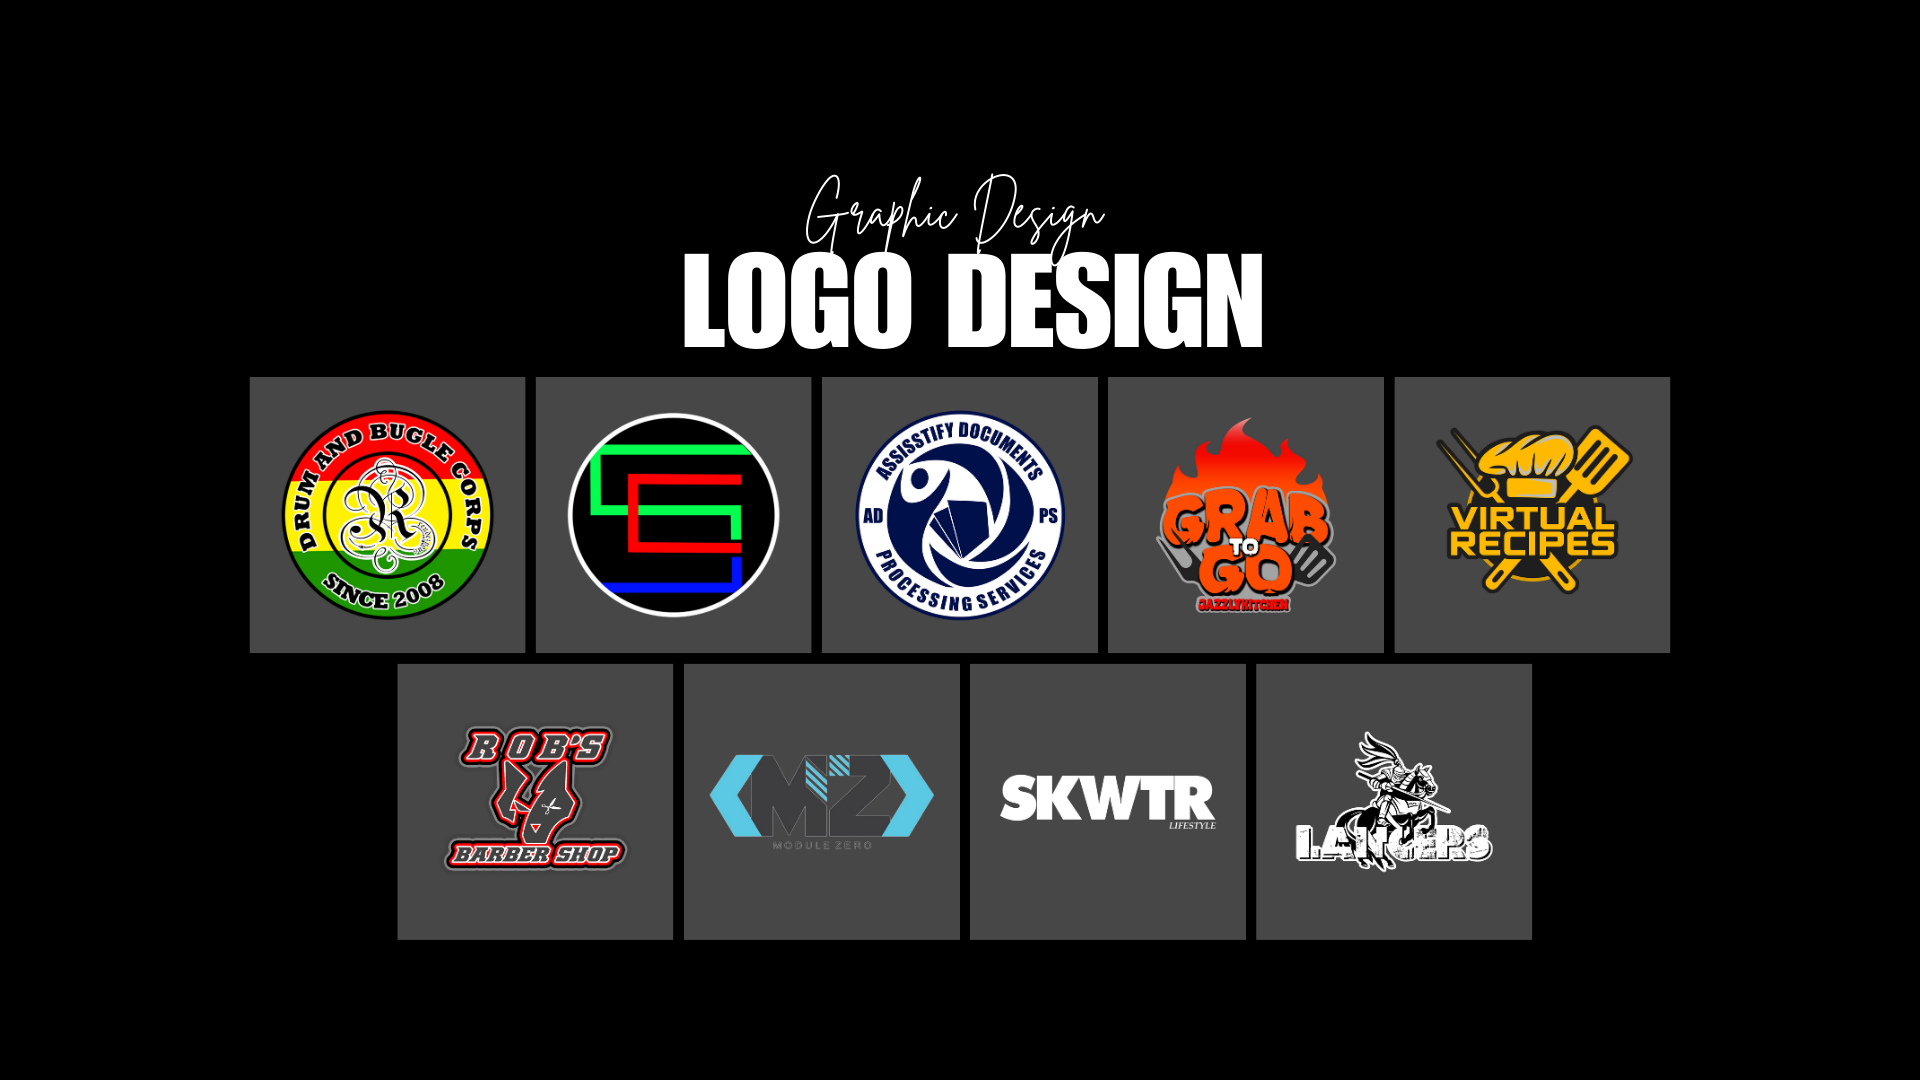 Graphic Design
LOGO DESIGN
DRUM AND BUGLE CORPS
R
SINCE 2008
ASSISSTIFY DOCUMENTS
AD
PS
PROCESSING SERVICES
GRAB
TO
GO
JAZZLYKITCHEN
VIRTUAL
RECIPES
ROB'S
BARBER SHOP
MZ
MODULE ZERO
SKWTR
LIFESTYLE
LANCERS